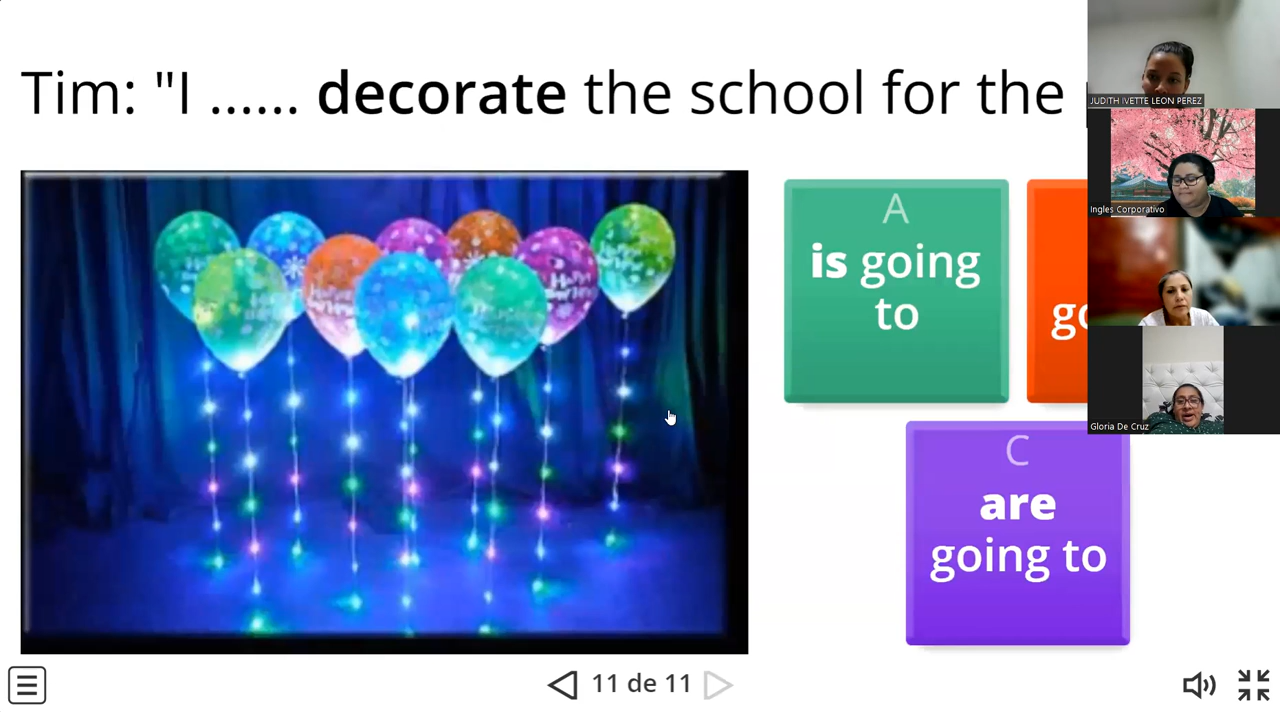 Tim: "I ...... decorate the school for the
JUDITH IVETTE LEON PEREZ
Ingles Corporativo
Gloria De Cruz
A
is going
to
C
are
going to
11 de 11